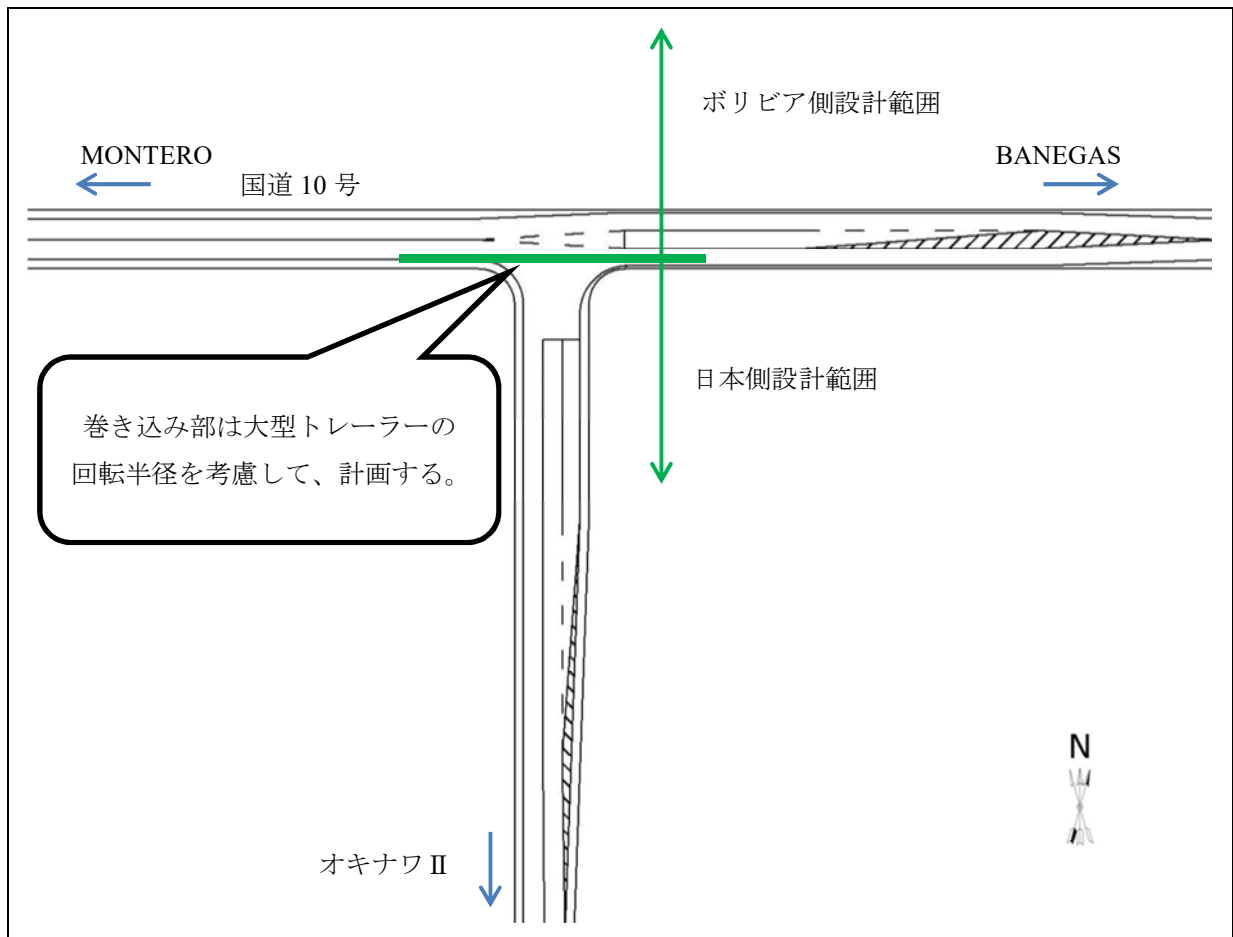 ボリビア側設計範囲
MONTERO
BANEGAS
国道 10 号
日本側設計範囲
巻き込み部は大型トレーラーの
回転半径を考慮して、計画する。
N
オキナワⅡ